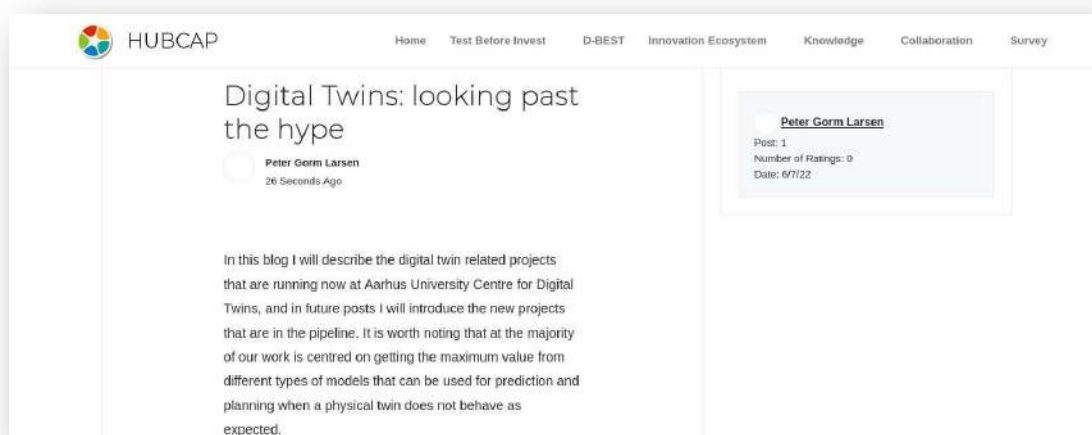 HUBCAP
Home Test Before Invest D-BEST Innovation Ecosystem Knowledge Collaboration Survey
Digital Twins: looking past
the hype
Peter Gorm Larsen
26 Seconds Ago
In this blog I will describe the digital twin related projects
that are running now at Aarhus University Centre for Digital
Twins, and in future posts I will introduce the new projects
that are in the pipeline. It is worth noting that at the majority
of our work is centred on getting the maximum value from
different types of models that can be used for prediction and
planning when a physical twin does not behave as
expected.
Peter Gorm Larsen
Post: 1
Number of Ratings: 0
Date: 6/7/22